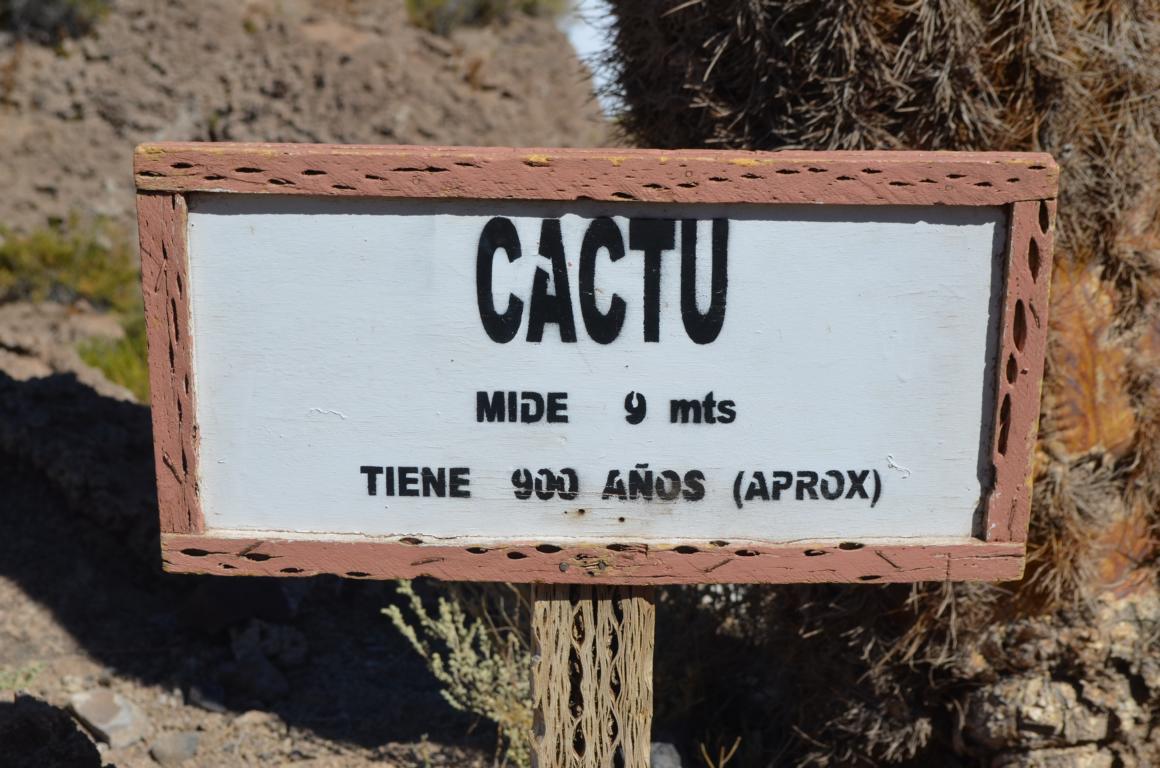 CACTU
MIDE 9 mts
TIENE 900 AÑOS (APROX)